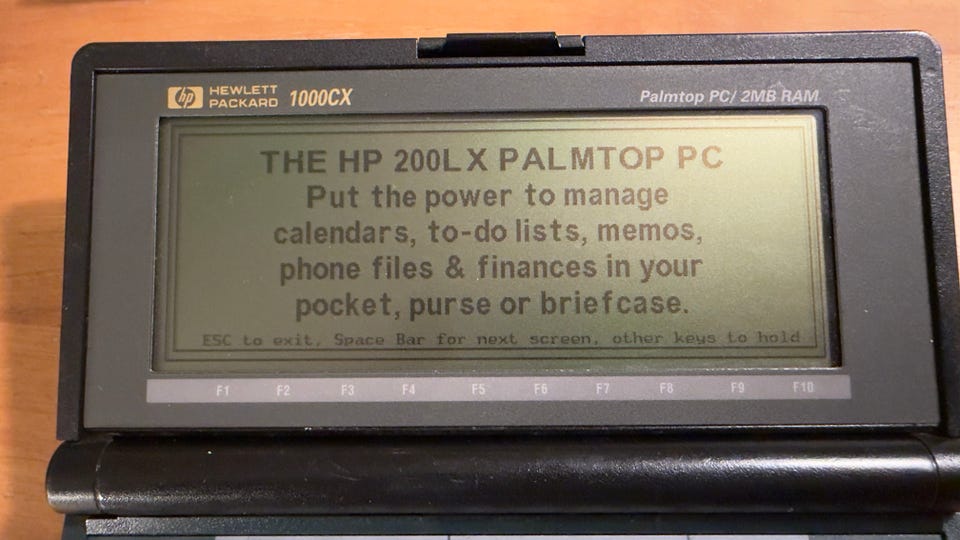 hp HEWLETT PACKARD 1000CX
Palmtop PC/ 2MB RAM
THE HP 200LX PALMTOP PC
Put the power to manage
calendars, to-do lists, memos,
phone files & finances in your
pocket, purse or briefcase.
ESC to exit, Space Bar for next screen, other keys to hold
F1 F2 F3 F4 F5 F6 F7 F8 F9 F10